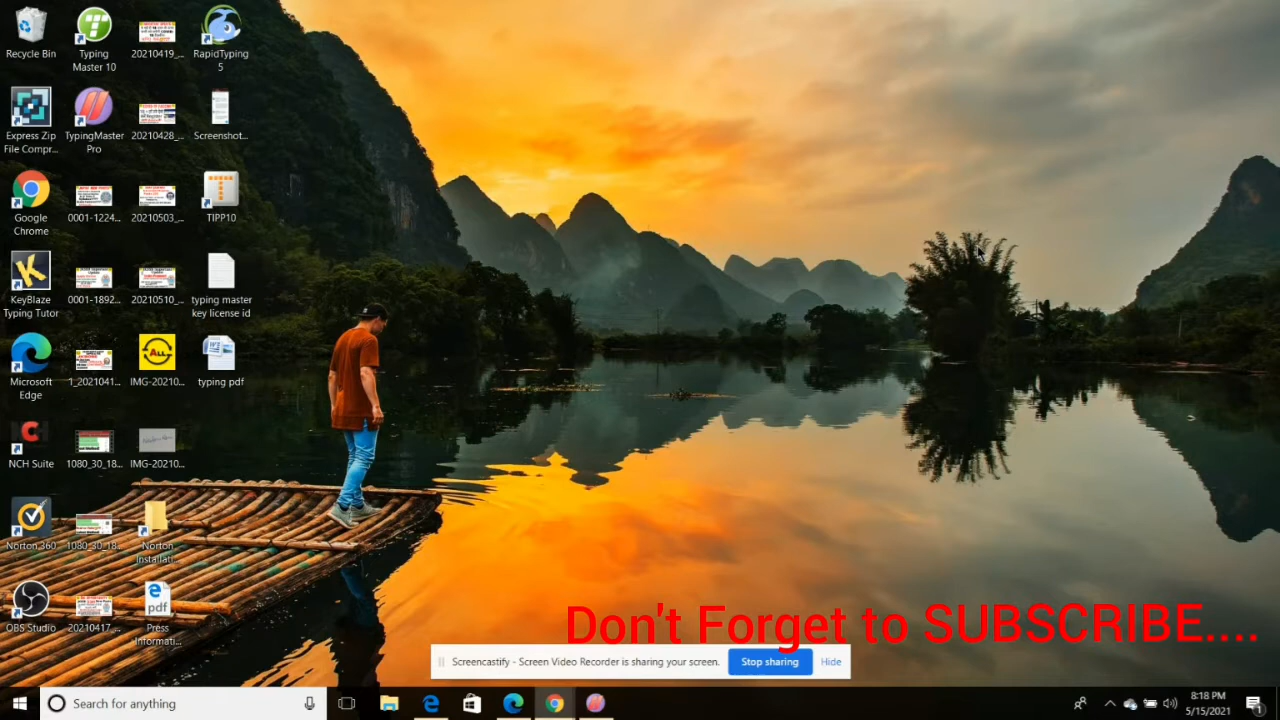 Recycle Bin
Typing
Master 10
20210419_...
RapidTyping
5
Express Zip
File Compr...
TypingMaster
Pro
20210428_...
Screenshot...
Google
Chrome
0001-1224...
20210503_...
TIPP10
KeyBlaze
Typing Tutor
0001-1892...
20210510_...
typing master
key license id
Microsoft
Edge
1_2021041...
ALL
IMG-20210...
typing pdf
NCH Suite
1080_30_18...
IMG-20210...
Norton 360
1080_30_18...
Norton
Installati...
OBS Studio
20210417_...
pdf
Press
Informati...
Don't Forget to SUBSCRIBE....
Screencastify - Screen Video Recorder is sharing your screen.
Stop sharing
Hide
Search for anything
8:18 PM
5/15/2021
1